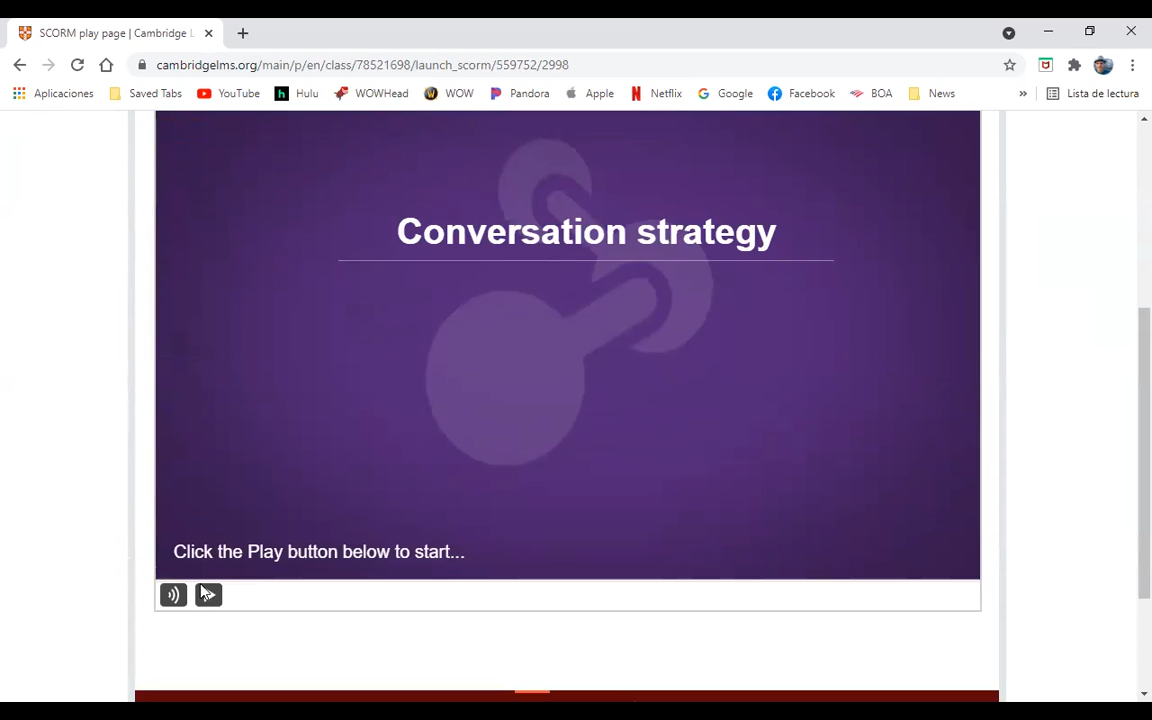 SCORM play page | Cambridge L
cambridgelms.org/main/p/en/class/78521698/launch_scorm/559752/2998
Aplicaciones Saved Tabs YouTube h Hulu WOWHead WOW Pandora Apple Netflix Google Facebook BOA News » Lista de lectura
Conversation strategy
Click the Play button below to start...